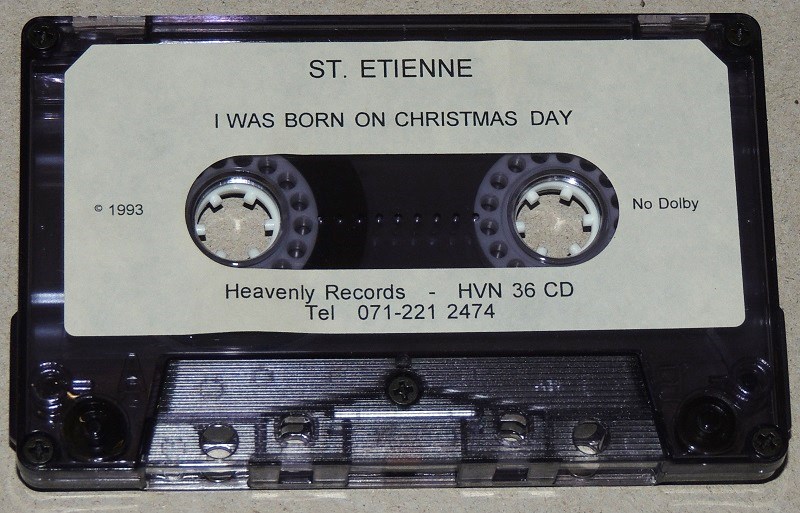 ST. ETIENNE
I WAS BORN ON CHRISTMAS DAY
© 1993
No Dolby
Heavenly Records - HVN 36 CD
Tel 071-221 2474